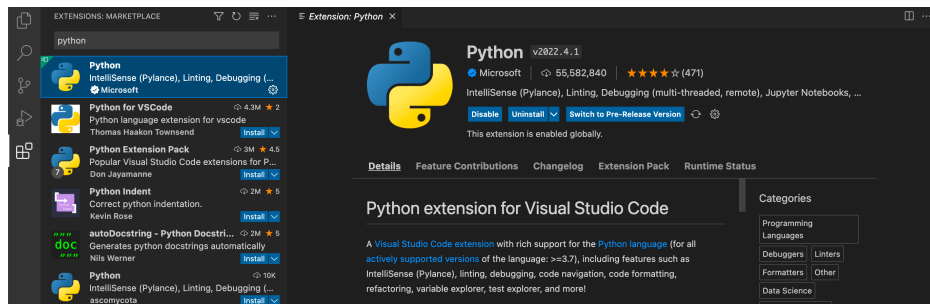 EXTENSIONS: MARKETPLACE
python
Python
IntelliSense (Pylance), Linting, Debugging (...
Microsoft
Python for VSCode 4.3M 2
Python language extension for vscode
Thomas Haakon Townsend Install
Python Extension Pack 3M 4.5
Popular Visual Studio Code extensions for P...
7
Don Jayamanne Install
Python Indent 2M 5
Correct python indentation.
Kevin Rose Install
autoDocstring - Python Docstri... 2M 5
""" doc """
Generates python docstrings automatically
Nils Werner Install
Python 10K
IntelliSense (Pylance), Linting, Debugging (...
ascomycota Install
Extension: Python
Python v2022.4.1
Microsoft | 55,582,840 | (471)
IntelliSense (Pylance), Linting, Debugging (multi-threaded, remote), Jupyter Notebooks, ...
Disable Uninstall Switch to Pre-Release Version
This extension is enabled globally.
Details Feature Contributions Changelog Extension Pack Runtime Status
Python extension for Visual Studio Code
A Visual Studio Code extension with rich support for the Python language (for all
actively supported versions of the language: >=3.7), including features such as
IntelliSense (Pylance), linting, debugging, code navigation, code formatting,
refactoring, variable explorer, test explorer, and more!
Categories
Programming
Languages
Debuggers Linters
Formatters Other
Data Science